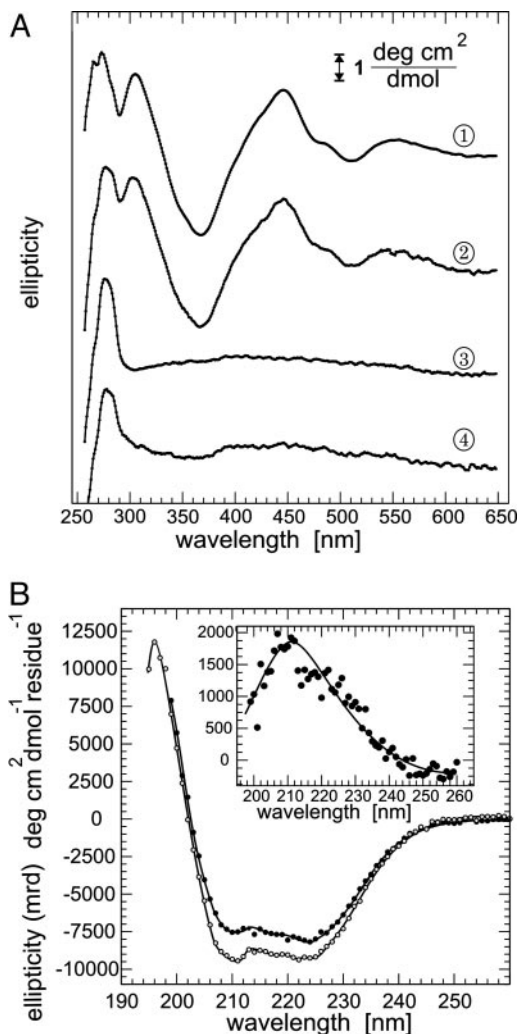 A
1 deg cm 2
dmol
①
②
③
④
ellipticity
250 300 350 400 450 500 550 600 650
wavelength [nm]
B
12500
10000
7500
5000
2500
0
-2500
-5000
-7500
-10000
ellipticity (mrd) deg cm2 dmol-1 residue-1
2000
1500
1000
500
0
200 210 220 230 240 250 260
wavelength [nm]
190 200 210 220 230 240 250
wavelength [nm]